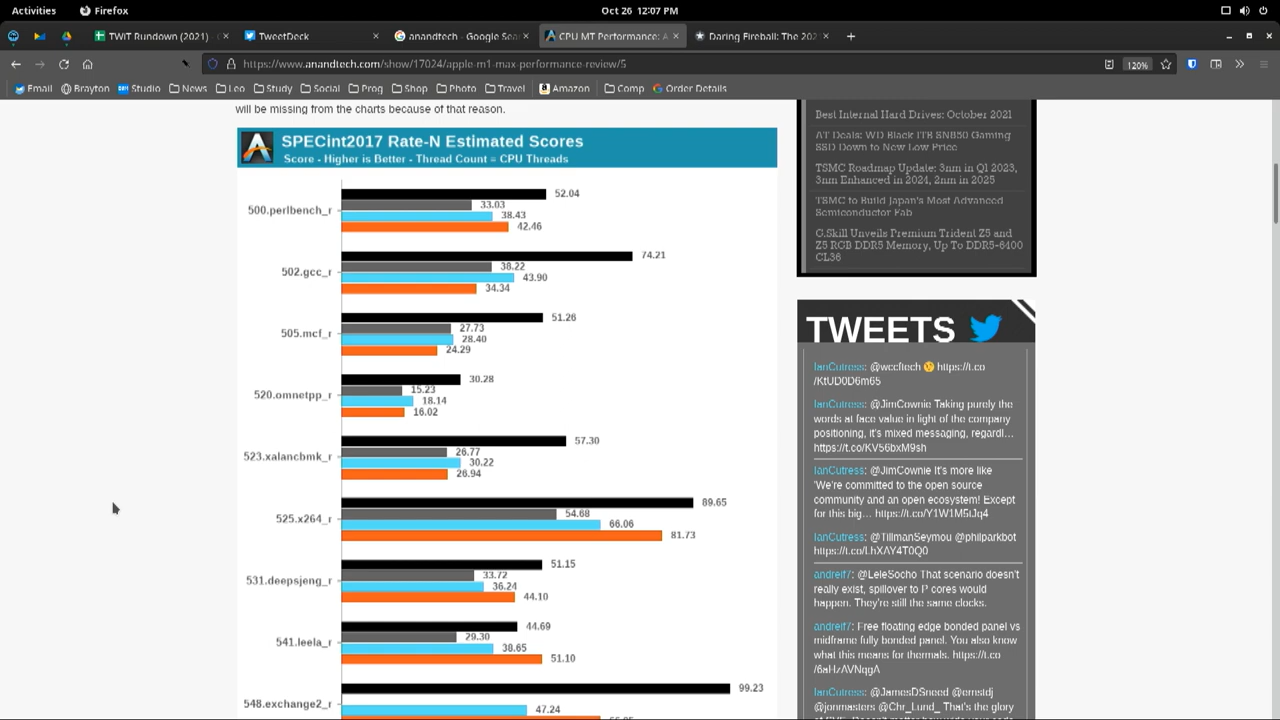 Activities
Firefox
Oct 26 12:07 PM
TWiT Rundown (2021) -
TweetDeck
anandtech - Google Sea
CPU MT Performance: A
Daring Fireball: The 202
https://www.anandtech.com/show/17024/apple-m1-max-performance-review/5
120%
Email
Brayton
Studio
News
Leo
Study
Social
Prog
Shop
Photo
Travel
Amazon
Comp
Order Details
will be missing from the charts because of that reason.
SPECint2017 Rate-N Estimated Scores
Score - Higher is Better - Thread Count = CPU Threads
500.perlbench_r
52.04
33.03
38.43
42.46
502.gcc_r
74.21
38.22
43.90
34.34
505.mcf_r
51.26
27.73
28.40
24.29
520.omnetpp_r
30.28
15.23
18.14
16.02
523.xalancbmk_r
57.30
26.77
30.22
26.94
525.x264_r
89.65
54.68
66.06
81.73
531.deepsjeng_r
51.15
33.72
36.24
44.10
541.leela_r
44.69
29.30
38.65
51.10
548.exchange2_r
99.23
47.24
Best Internal Hard Drives: October 2021
AT Deals: WD Black 1TB SN850 Gaming
SSD Down to New Low Price
TSMC Roadmap Update: 3nm in Q1 2023,
3nm Enhanced in 2024, 2nm in 2025
TSMC to Build Japan's Most Advanced
Semiconductor Fab
G.Skill Unveils Premium Trident Z5 and
Z5 RGB DDR5 Memory, Up To DDR5-6400
CL36
TWEETS
IanCutress: @wccftech https://t.co
/KtUD0D6m65
IanCutress: @JimCownie Taking purely the
words at face value in light of the company
positioning, it's mixed messaging, regardl…
https://t.co/KV56bxM9sh
IanCutress: @JimCownie It's more like
'We're committed to the open source
community and an open ecosystem! Except
for this big… https://t.co/Y1W1M5IJq4
IanCutress: @TillmanSeymou @philparkbot
https://t.co/LhXAY4T0Q0
andreif7: @LeleSocho That scenario doesn't
really exist, spillover to P cores would
happen. They're still the same clocks.
andreif7: Free floating edge bonded panel vs
midframe fully bonded panel. You also know
what this means for thermals. https://t.co
/6aHzAVNqgA
IanCutress: @JamesDSneed @ernstdj
@jonmasters @Chr_Lund_ That's the glory